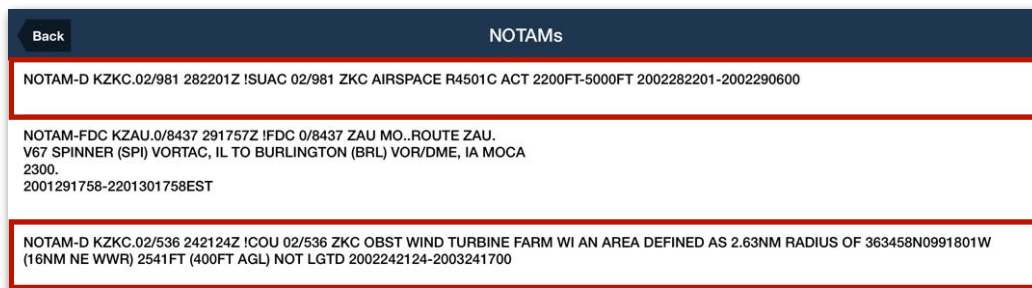 Back
NOTAMs
NOTAM-D KZKC.02/981 282201Z !SUAC 02/981 ZKC AIRSPACE R4501C ACT 2200FT-5000FT 2002282201-2002290600
NOTAM-FDC KZAU.0/8437 291757Z !FDC 0/8437 ZAU MO..ROUTE ZAU.
V67 SPINNER (SPI) VORTAC, IL TO BURLINGTON (BRL) VOR/DME, IA MOCA
2300.
2001291758-2201301758EST
NOTAM-D KZKC.02/536 242124Z !COU 02/536 ZKC OBST WIND TURBINE FARM WI AN AREA DEFINED AS 2.63NM RADIUS OF 363458N0991801W
(16NM NE WWR) 2541FT (400FT AGL) NOT LGTD 2002242124-2003241700